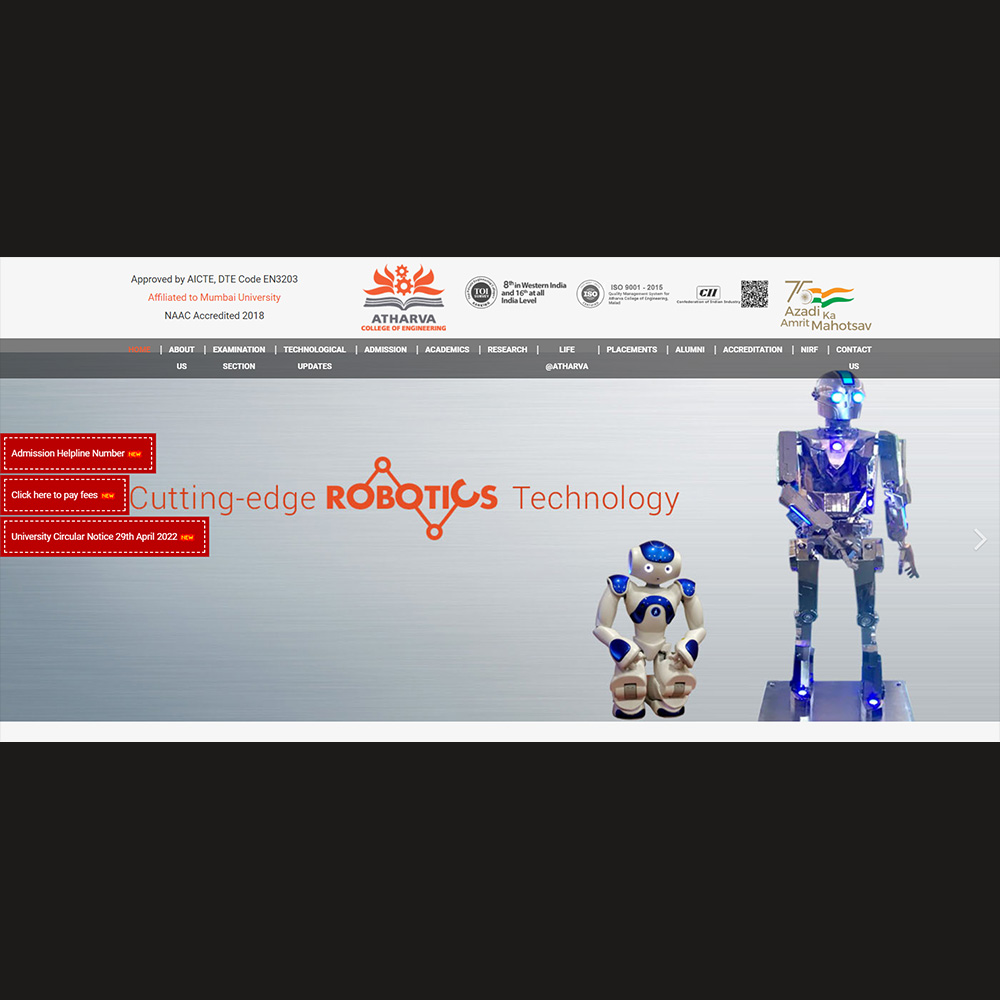 Approved by AICTE, DTE Code EN3203
Affiliated to Mumbai University
NAAC Accredited 2018
ATHARVA
COLLEGE OF ENGINEERING
TOI
SURVEY
8th in Western India
and 16th at all
India Level
ISO
ISO 9001 - 2015
Quality Management System for
Atharva College of Engineering,
Malad
CII
Confederation of Indian Industry
75
Azadi Ka
Amrit Mahotsav
HOME | ABOUT US | EXAMINATION SECTION | TECHNOLOGICAL UPDATES | ADMISSION | ACADEMICS | RESEARCH | LIFE @ATHARVA | PLACEMENTS | ALUMNI | ACCREDITATION | NIRF | CONTACT US
Admission Helpline Number NEW
Click here to pay fees NEW
University Circular Notice 29th April 2022 NEW
Cutting-edge ROBOTICS Technology